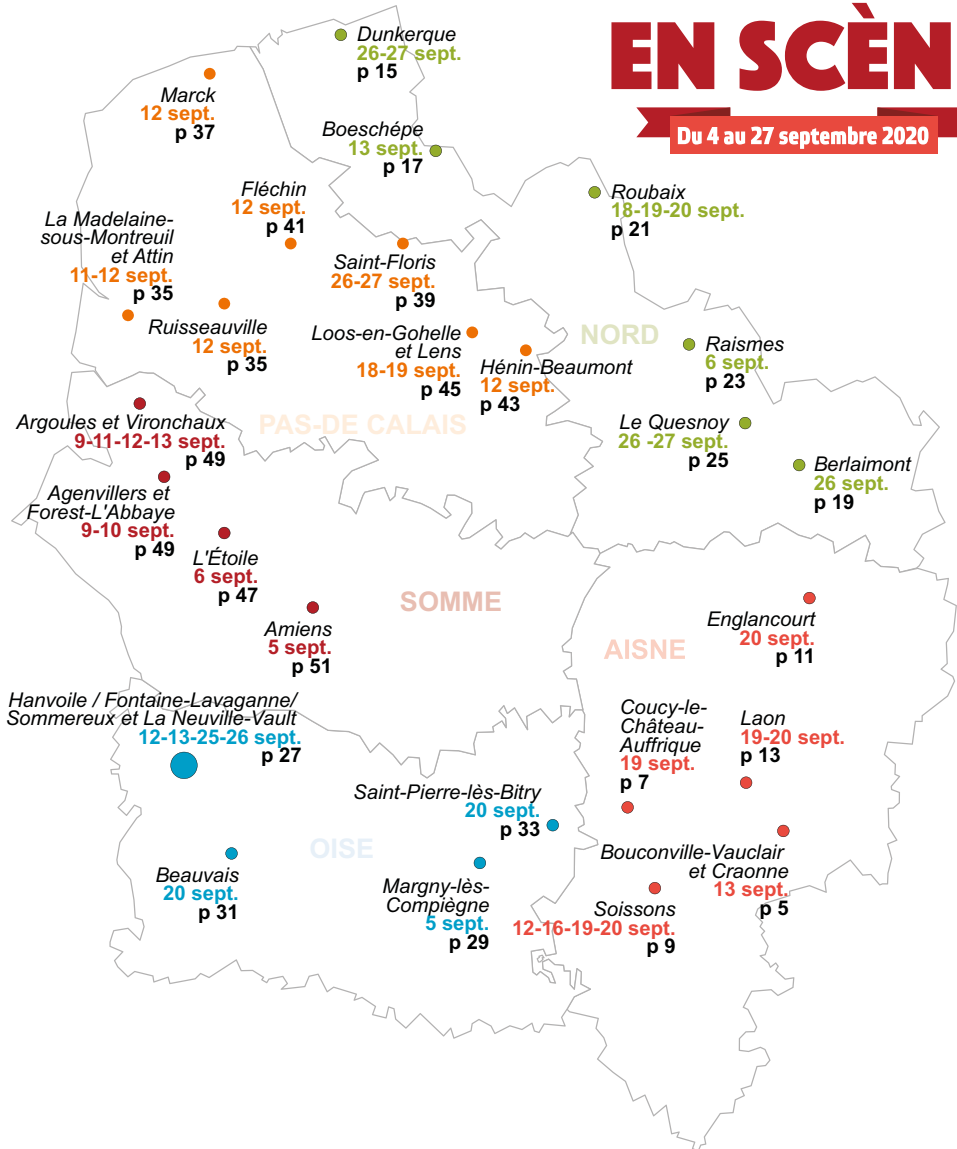 EN SCÈN
Du 4 au 27 septembre 2020
Dunkerque
26-27 sept.
p 15
Marck
12 sept.
p 37
Boeschépe
13 sept.
p 17
Fléchin
12 sept.
p 41
Roubaix
18-19-20 sept.
p 21
La Madelaine-
sous-Montreuil
et Attin
11-12 sept.
p 35
Saint-Floris
26-27 sept.
p 39
Ruisseauville
12 sept.
p 35
Loos-en-Gohelle
et Lens
18-19 sept.
p 45
NORD
Hénin-Beaumont
12 sept.
p 43
Raismes
6 sept.
p 23
PAS-DE CALAIS
Argoules et Vironchaux
9-11-12-13 sept.
p 49
Le Quesnoy
26 -27 sept.
p 25
Berlaimont
26 sept.
p 19
Agenvillers et
Forest-L'Abbaye
9-10 sept.
p 49
L'Étoile
6 sept.
p 47
SOMME
Amiens
5 sept.
p 51
AISNE
Englancourt
20 sept.
p 11
Hanvoile / Fontaine-Lavaganne/
Sommereux et La Neuville-Vault
12-13-25-26 sept.
p 27
Coucy-le-
Château-
Auffrique
19 sept.
p 7
Laon
19-20 sept.
p 13
Saint-Pierre-lès-Bitry
20 sept.
p 33
OISE
Beauvais
20 sept.
p 31
Margny-lès-
Compiègne
5 sept.
p 29
Bouconville-Vauclair
et Craonne
13 sept.
p 5
Soissons
12-16-19-20 sept.
p 9